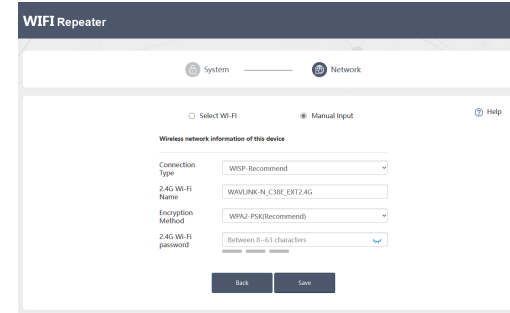 WIFI Repeater
System
Network
Select WI-FI
Manual Input
Help
Wireless network information of this device
Connection Type
WISP-Recommend
2.4G Wi-Fi Name
WAVLINK-N_C3BE_EXT2.4G
Encryption Method
WPA2-PSK(Recommend)
2.4G Wi-Fi password
Between 8~63 characters
Back
Save